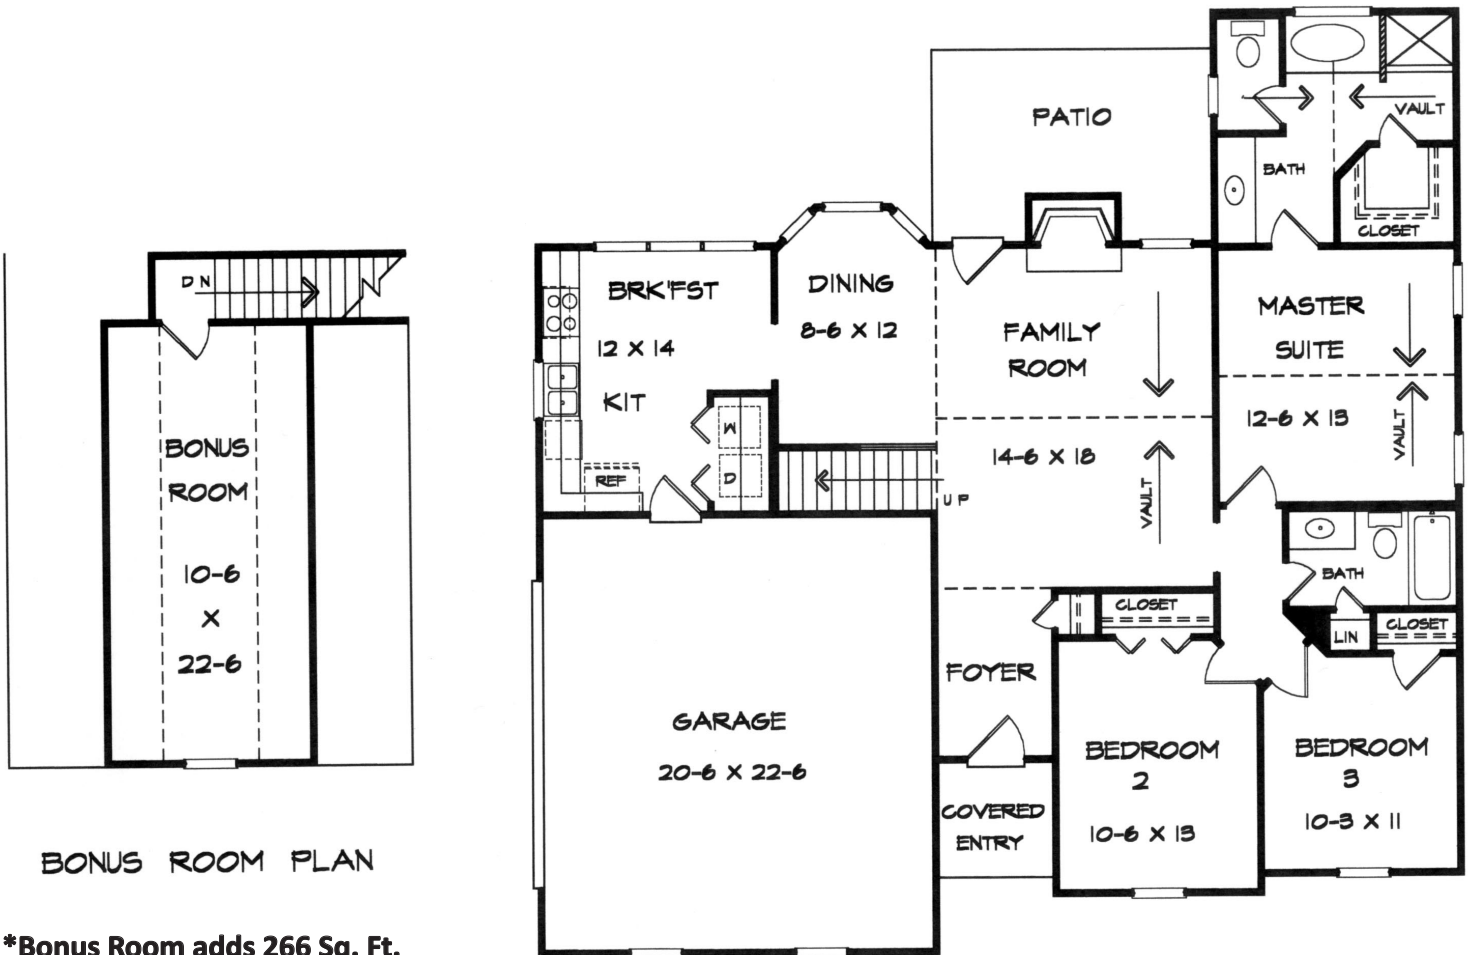 DN
BONUS
ROOM
10-6
X
22-6
BONUS ROOM PLAN
*Bonus Room adds 266 Sq. Ft.
PATIO
VAULT
BATH
CLOSET
BRK'FST
12 X 14
KIT
W
D
REF
DINING
8-6 X 12
UP
FAMILY
ROOM
14-6 X 18
VAULT
MASTER
SUITE
12-6 X 13
VAULT
BATH
LIN
CLOSET
CLOSET
FOYER
GARAGE
20-6 X 22-6
COVERED
ENTRY
BEDROOM
2
10-6 X 13
BEDROOM
3
10-3 X 11